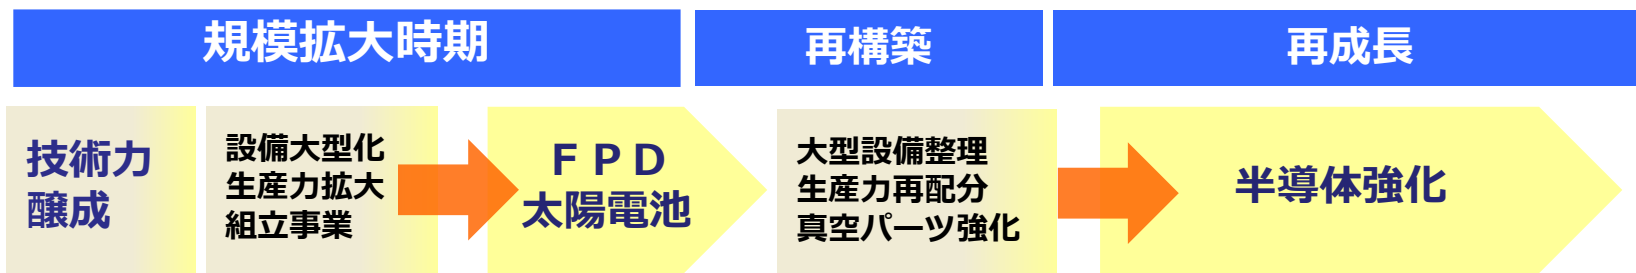 規模拡大時期
再構築
再成長
技術力
醸成
設備大型化
生産力拡大
組立事業
ＦＰＤ
太陽電池
大型設備整理
生産力再配分
真空パーツ強化
半導体強化